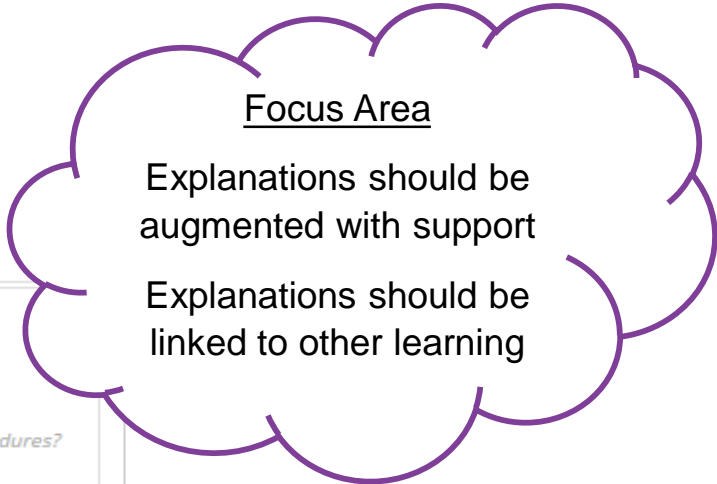 Focus Area
Explanations should be
augmented with support
Explanations should be
linked to other learning
dures?